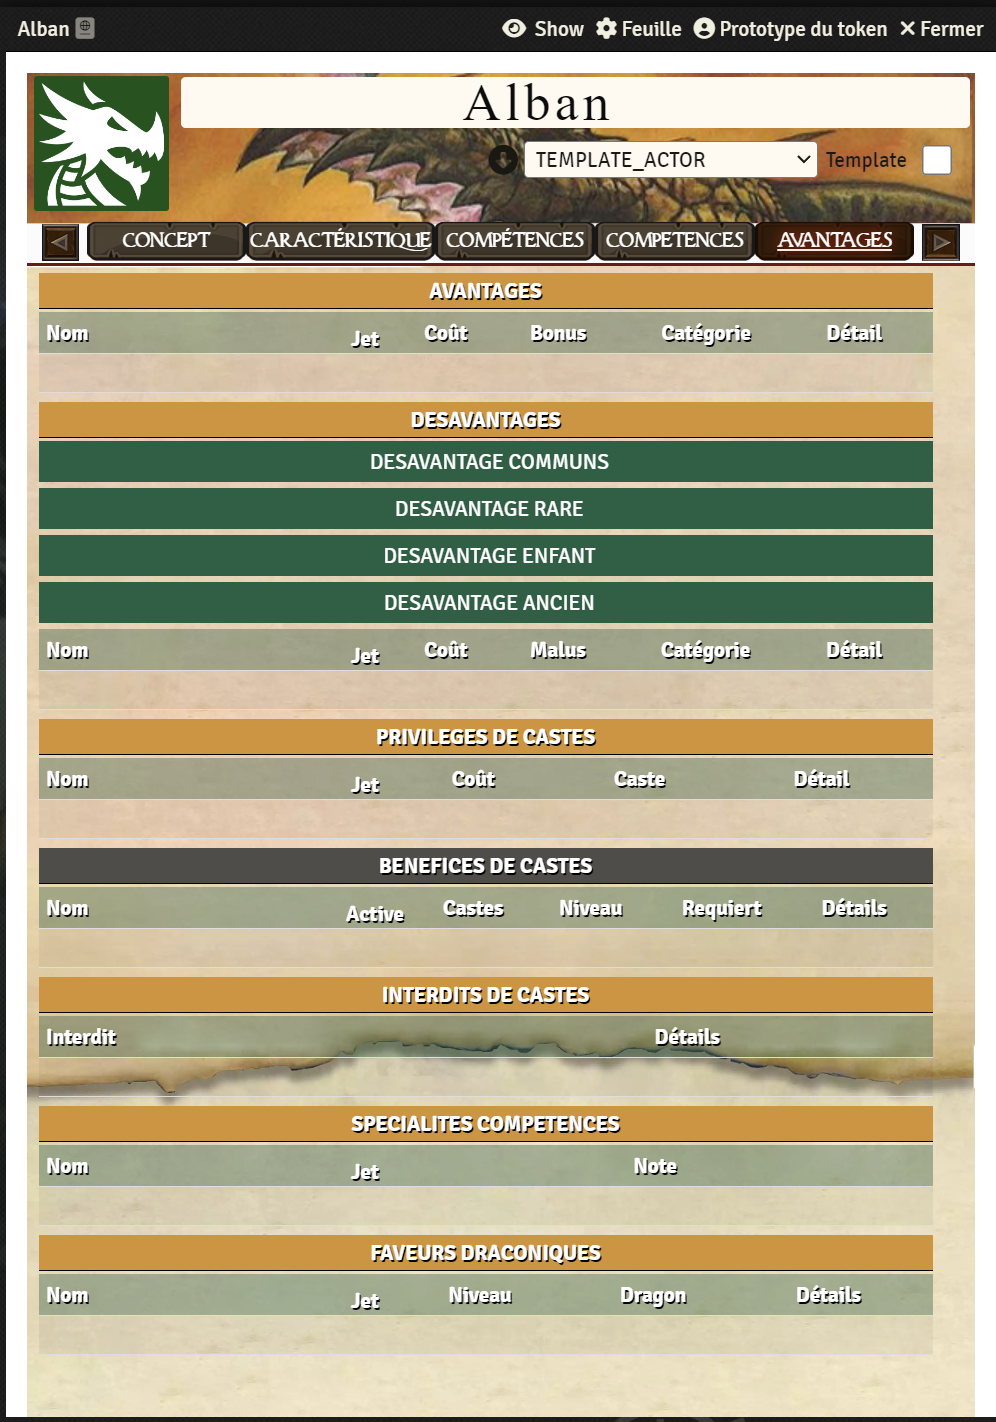 Alban Show Feuille Prototype du token Fermer
Alban
TEMPLATE_ACTOR Template
CONCEPT CARACTÉRISTIQUE COMPÉTENCES COMPETENCES AVANTAGES
AVANTAGES
Nom Jet Coût Bonus Catégorie Détail
DESAVANTAGES
DESAVANTAGE COMMUNS
DESAVANTAGE RARE
DESAVANTAGE ENFANT
DESAVANTAGE ANCIEN
Nom Jet Coût Malus Catégorie Détail
PRIVILEGES DE CASTES
Nom Jet Coût Caste Détail
BENEFICES DE CASTES
Nom Active Castes Niveau Requiert Détails
INTERDITS DE CASTES
Interdit Détails
SPECIALITES COMPETENCES
Nom Jet Note
FAVEURS DRACONIQUES
Nom Jet Niveau Dragon Détails